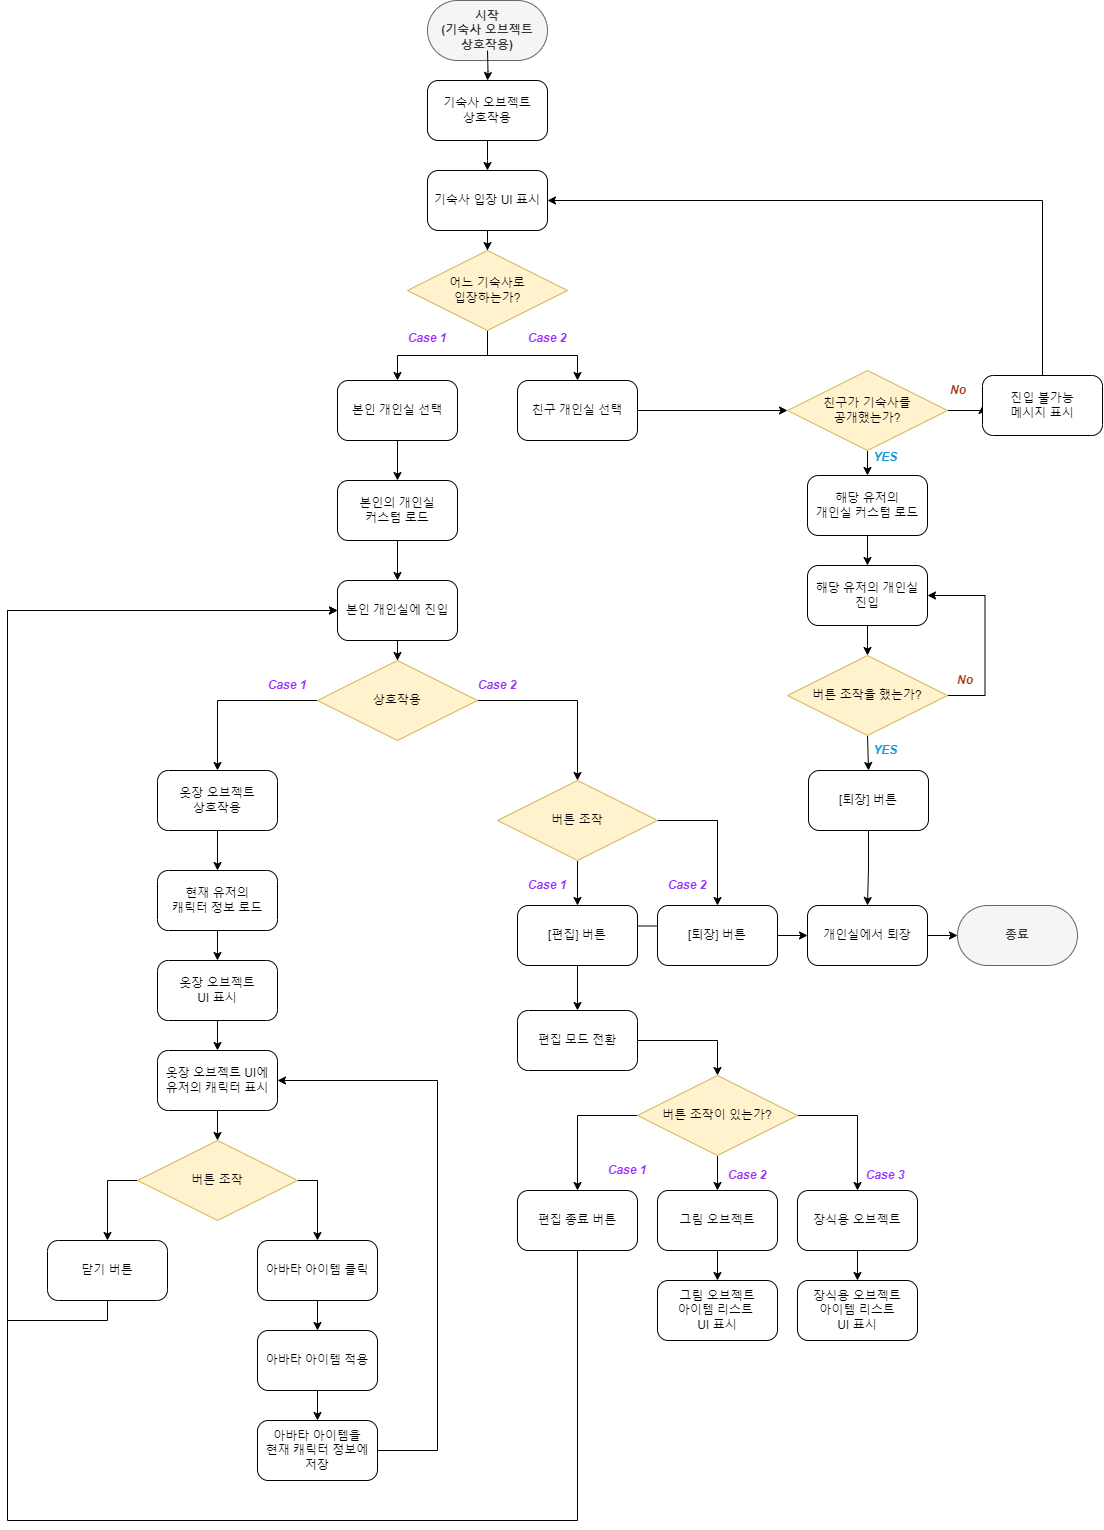 시작
(기숙사 오브젝트
상호작용)
기숙사 오브젝트
상호작용
기숙사 입장 UI 표시
어느 기숙사로
입장하는가?
Case 1
Case 2
본인 개인실 선택
친구 개인실 선택
친구가 기숙사를
공개했는가?
No
진입 불가능
메시지 표시
YES
본인의 개인실
커스텀 로드
해당 유저의
개인실 커스텀 로드
본인 개인실에 진입
해당 유저의 개인실
진입
상호작용
Case 1
Case 2
버튼 조작을 했는가?
No
YES
옷장 오브젝트
상호작용
버튼 조작
[퇴장] 버튼
현재 유저의
캐릭터 정보 로드
Case 1
Case 2
[편집] 버튼
[퇴장] 버튼
개인실에서 퇴장
종료
옷장 오브젝트
UI 표시
편집 모드 전환
옷장 오브젝트 UI에
유저의 캐릭터 표시
버튼 조작이 있는가?
버튼 조작
Case 1
Case 2
Case 3
편집 종료 버튼
그림 오브젝트
장식용 오브젝트
닫기 버튼
아바타 아이템 클릭
그림 오브젝트
아이템 리스트
UI 표시
장식용 오브젝트
아이템 리스트
UI 표시
아바타 아이템 적용
아바타 아이템을
현재 캐릭터 정보에
저장